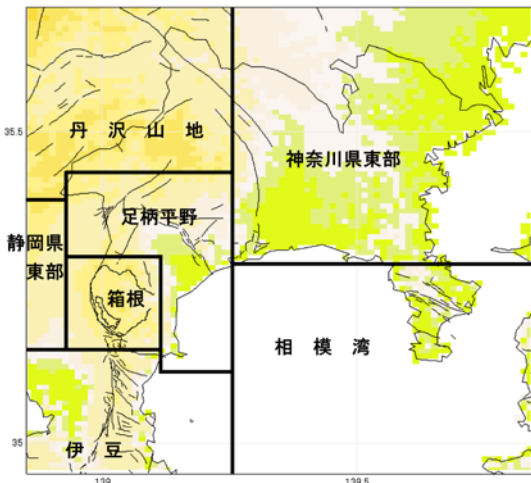 35.5
丹 沢 山 地
神奈川県東部
足柄平野
静岡県
東部
箱根
相 模 湾
35
伊 豆
139
139.5